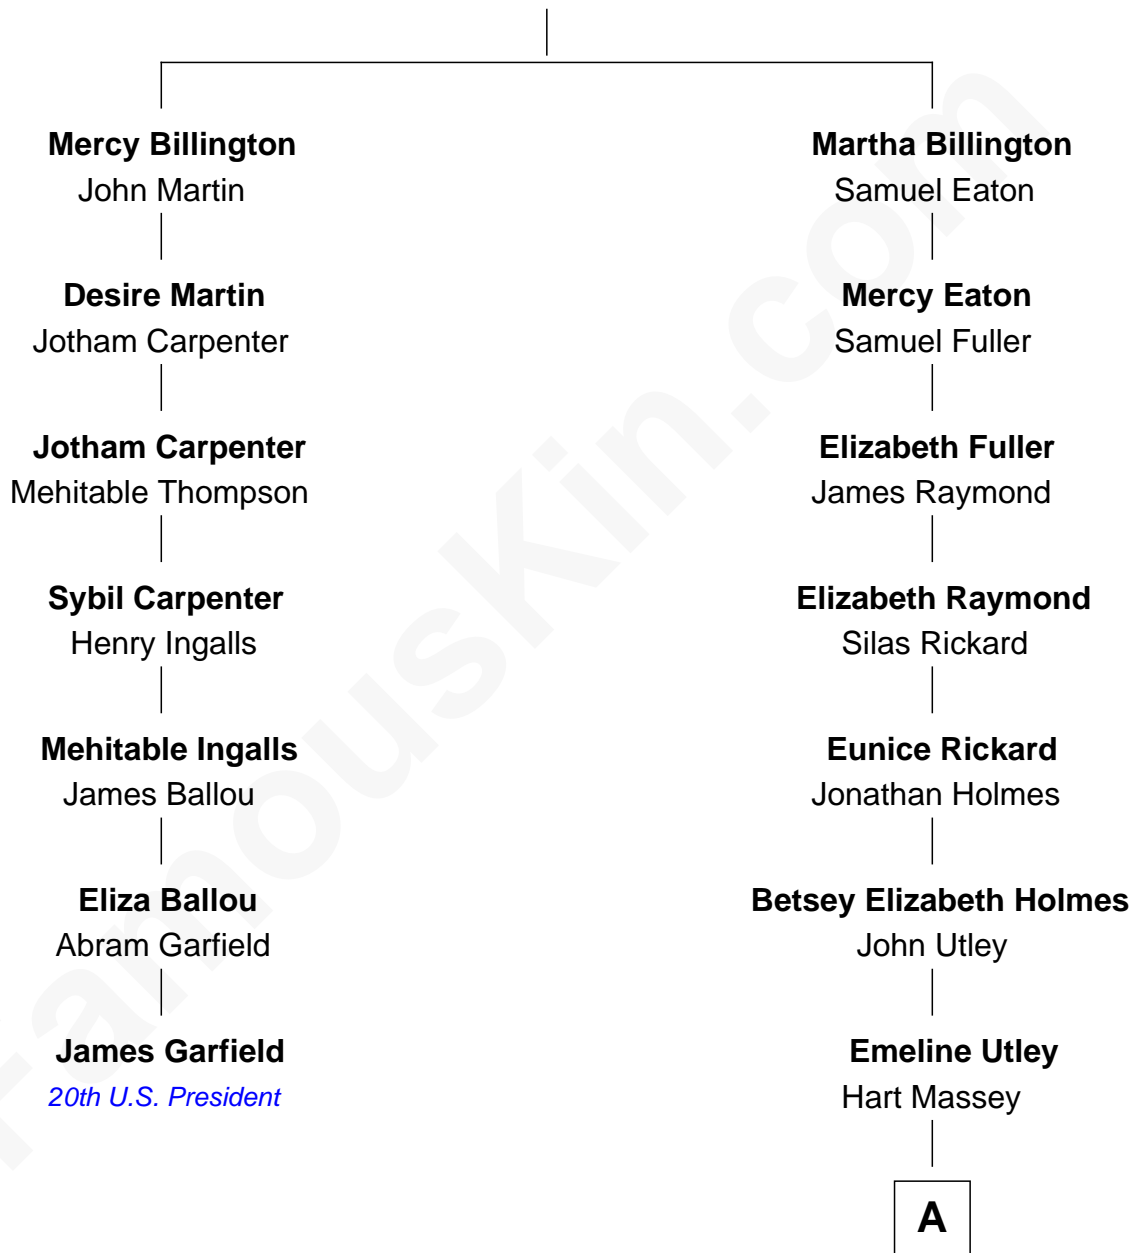 Mercy Billington
John Martin
Desire Martin
Jotham Carpenter
Jotham Carpenter
Mehitable Thompson
Sybil Carpenter
Henry Ingalls
Mehitable Ingalls
James Ballou
Eliza Ballou
Abram Garfield
James Garfield
20th U.S. President
Martha Billington
Samuel Eaton
Mercy Eaton
Samuel Fuller
Elizabeth Fuller
James Raymond
Elizabeth Raymond
Silas Rickard
Eunice Rickard
Jonathan Holmes
Betsey Elizabeth Holmes
John Utley
Emeline Utley
Hart Massey
A
FamousKin.com